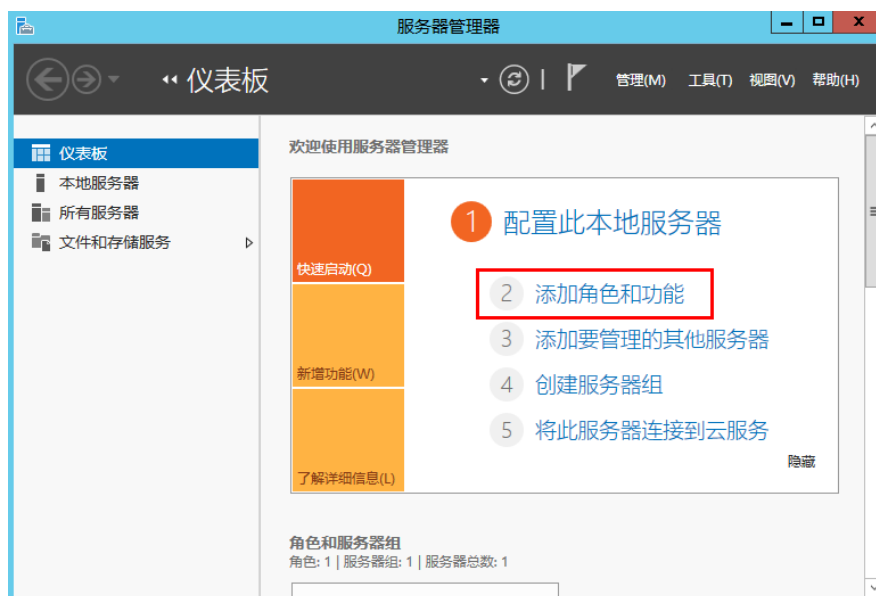 服务器管理器
仪表板
管理(M) 工具(T) 视图(V) 帮助(H)
仪表板
本地服务器
所有服务器
文件和存储服务
欢迎使用服务器管理器
快速启动(Q)
新增功能(W)
了解详细信息(L)
1 配置此本地服务器
2 添加角色和功能
3 添加要管理的其他服务器
4 创建服务器组
5 将此服务器连接到云服务
隐藏
角色和服务器组
角色: 1 | 服务器组: 1 | 服务器总数: 1